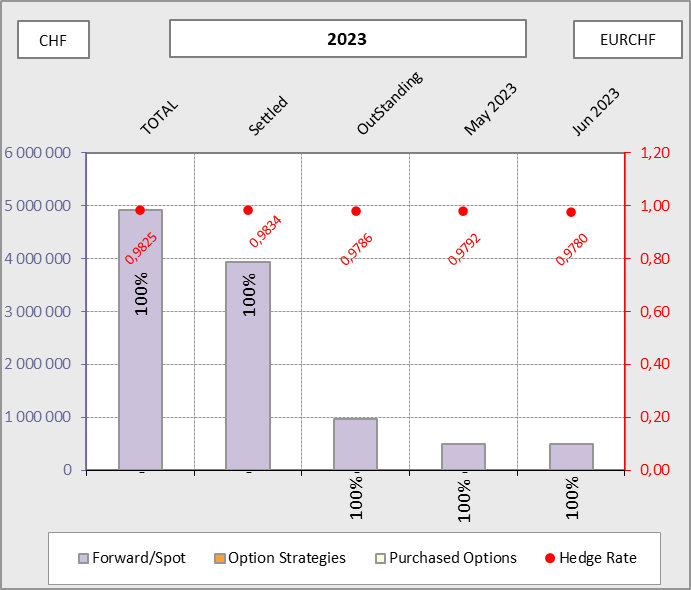 CHF
2023
EURCHF
TOTAL
Settled
OutStanding
May 2023
Jun 2023
6 000 000
5 000 000
4 000 000
3 000 000
2 000 000
1 000 000
0
1,20
1,00
0,80
0,60
0,40
0,20
0,00
0,9825
0,9834
0,9786
0,9792
0,9780
100%
100%
100%
100%
100%
Forward/Spot
Option Strategies
Purchased Options
Hedge Rate